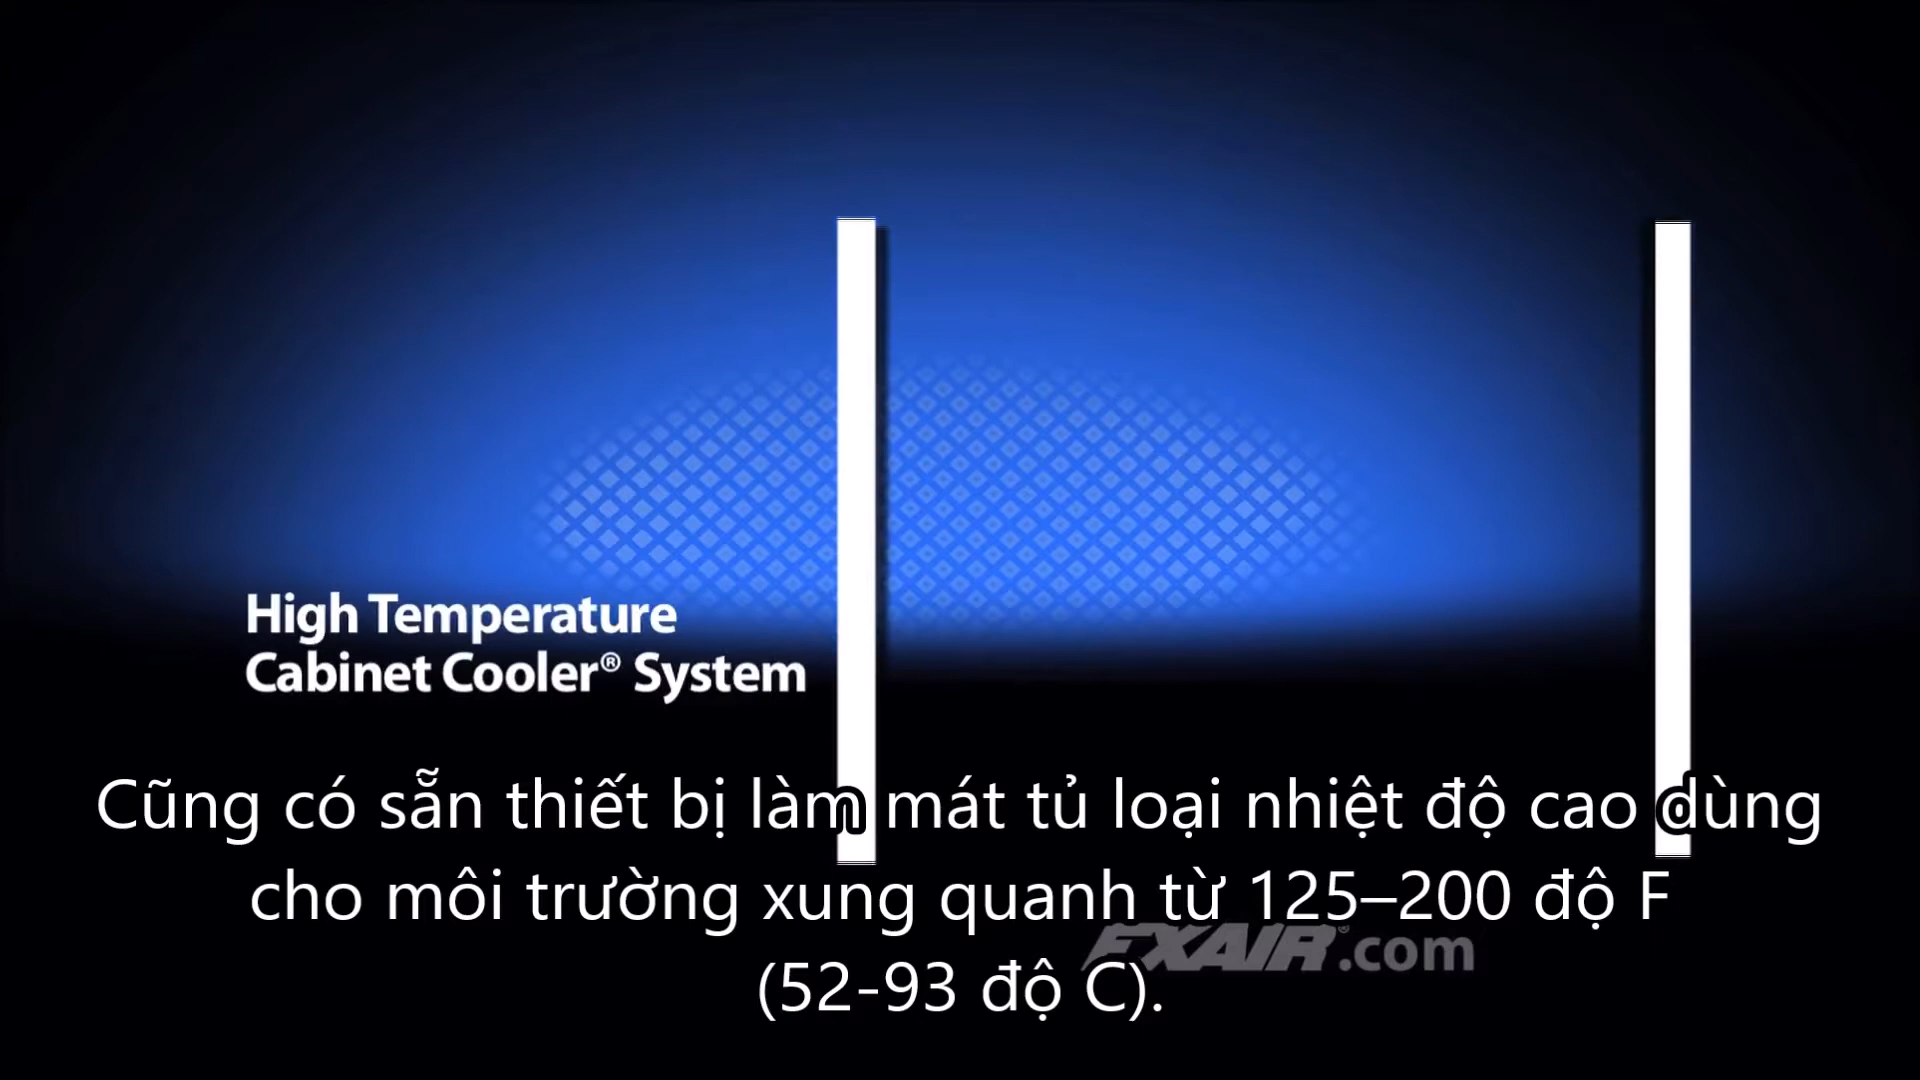 High Temperature
Cabinet Cooler® System
Cũng có sẵn thiết bị làm mát tủ loại nhiệt độ cao dùng
cho môi trường xung quanh từ 125–200 độ F
EXAIR®.com
(52-93 độ C).